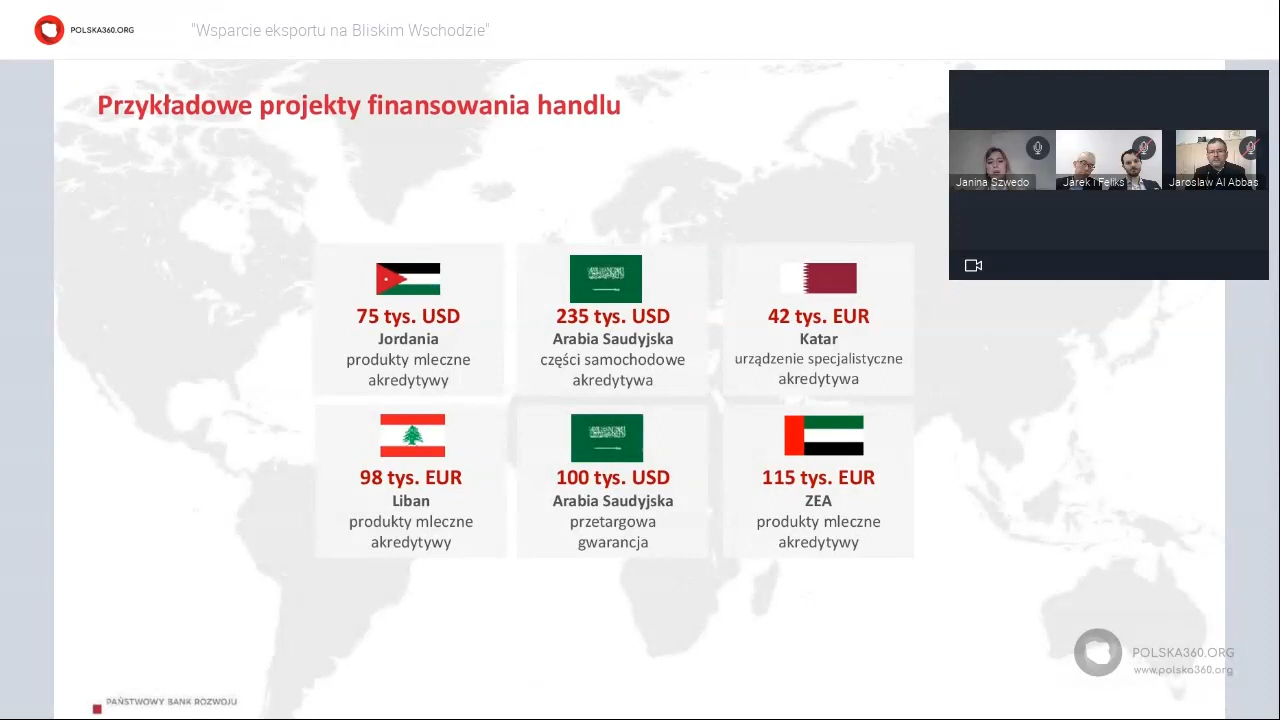 POLSKA360.ORG
"Wsparcie eksportu na Bliskim Wschodzie"
Przykładowe projekty finansowania handlu
Janina Szwedo
Jarek i Feliks
Jarosław Al Abbas
75 tys. USD
Jordania
produkty mleczne
akredytywy
235 tys. USD
Arabia Saudyjska
części samochodowe
akredytywa
42 tys. EUR
Katar
urządzenie specjalistyczne
akredytywa
98 tys. EUR
Liban
produkty mleczne
akredytywy
100 tys. USD
Arabia Saudyjska
przetargowa
gwarancja
115 tys. EUR
ZEA
produkty mleczne
akredytywy
POLSKA360.ORG
www.polska360.org
PAŃSTWOWY BANK ROZWOJU